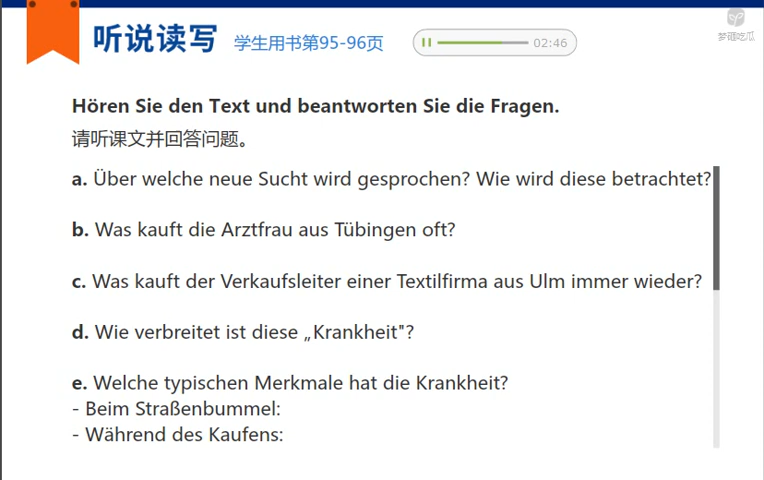 听说读写 学生用书第95-96页 02:46
梦砸吃瓜
Hören Sie den Text und beantworten Sie die Fragen.
请听课文并回答问题。
a. Über welche neue Sucht wird gesprochen? Wie wird diese betrachtet?
b. Was kauft die Arztfrau aus Tübingen oft?
c. Was kauft der Verkaufsleiter einer Textilfirma aus Ulm immer wieder?
d. Wie verbreitet ist diese „Krankheit"?
e. Welche typischen Merkmale hat die Krankheit?
- Beim Straßenbummel:
- Während des Kaufens: